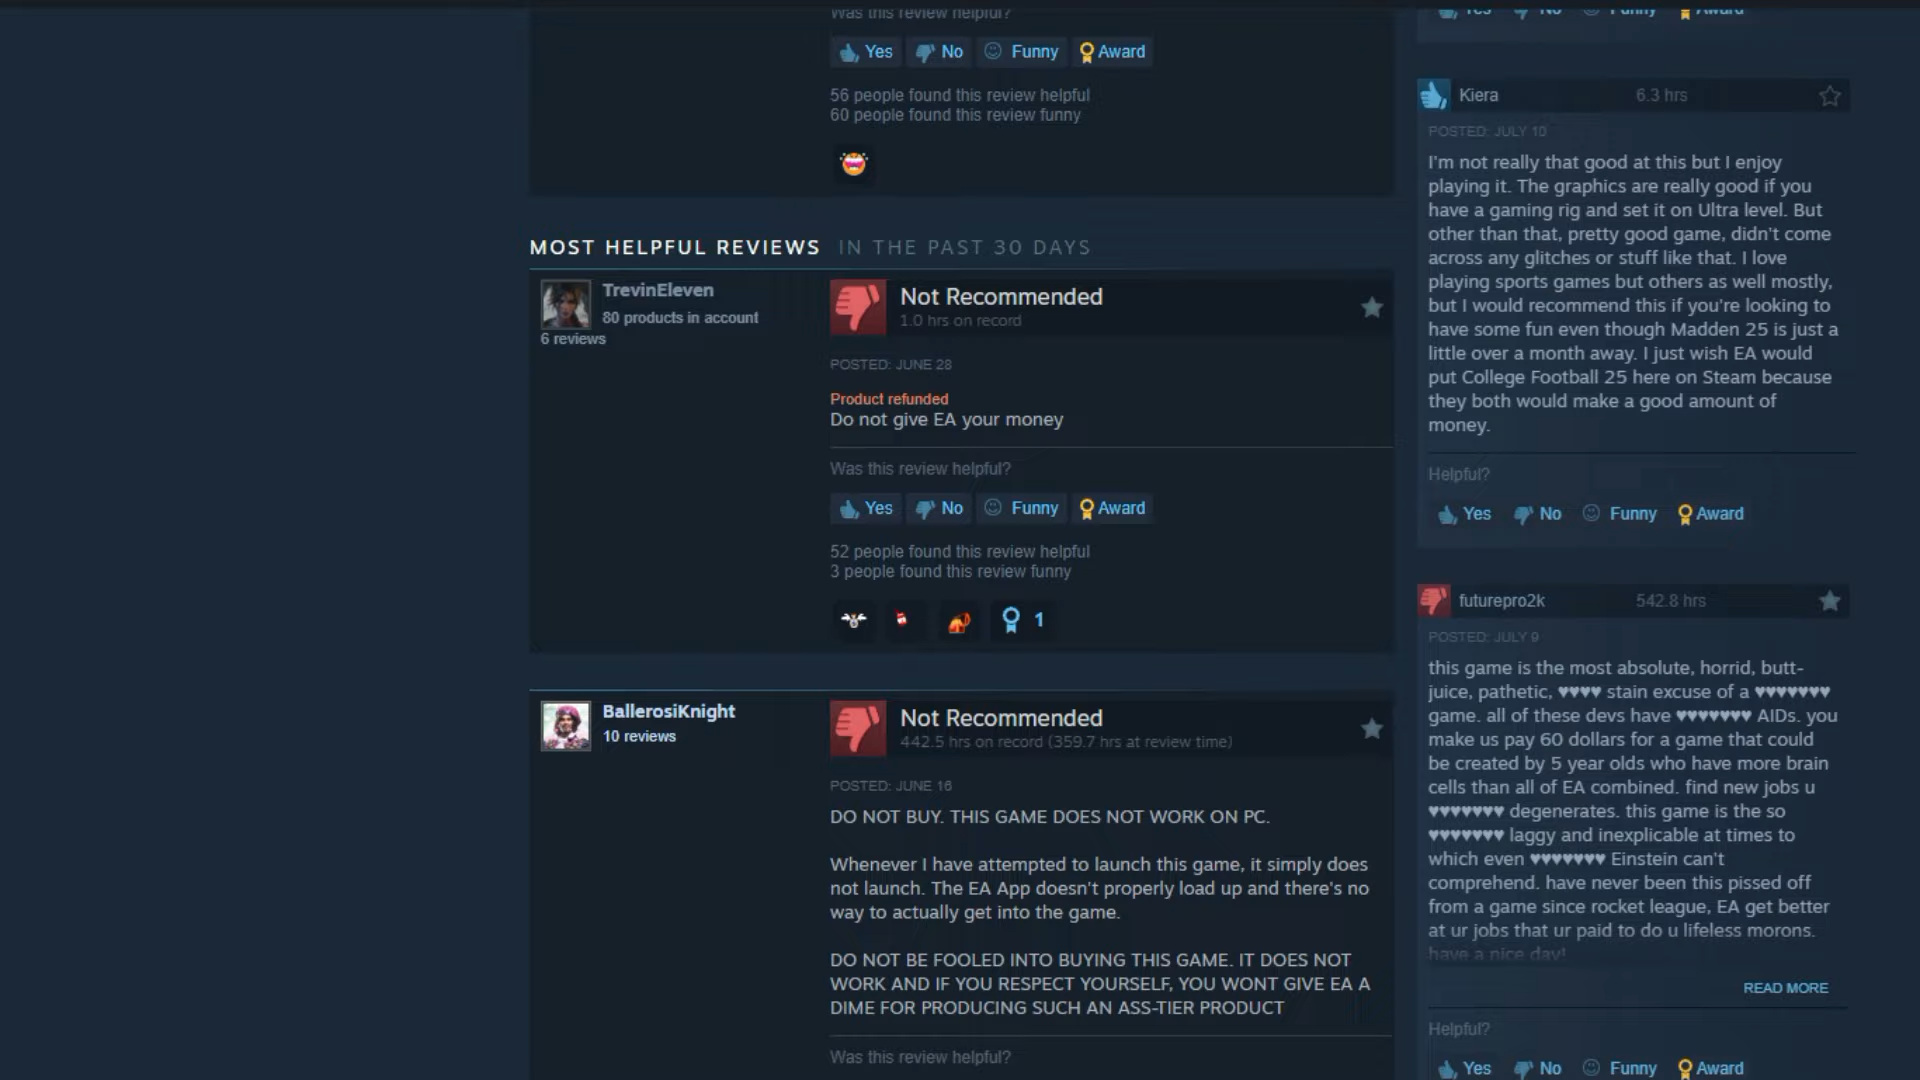 Was this review helpful?
Yes No Funny Award
56 people found this review helpful
60 people found this review funny
MOST HELPFUL REVIEWS IN THE PAST 30 DAYS
TrevinEleven
80 products in account
6 reviews
Not Recommended
1.0 hrs on record
POSTED: JUNE 28
Product refunded
Do not give EA your money
Was this review helpful?
Yes No Funny Award
52 people found this review helpful
3 people found this review funny
1
BallerosiKnight
10 reviews
Not Recommended
442.5 hrs on record (359.7 hrs at review time)
POSTED: JUNE 16
DO NOT BUY. THIS GAME DOES NOT WORK ON PC.
Whenever I have attempted to launch this game, it simply does
not launch. The EA App doesn't properly load up and there's no
way to actually get into the game.
DO NOT BE FOOLED INTO BUYING THIS GAME. IT DOES NOT
WORK AND IF YOU RESPECT YOURSELF, YOU WONT GIVE EA A
DIME FOR PRODUCING SUCH AN ASS-TIER PRODUCT
Was this review helpful?
Yes No Funny Award
Kiera 6.3 hrs
POSTED: JULY 10
I'm not really that good at this but I enjoy
playing it. The graphics are really good if you
have a gaming rig and set it on Ultra level. But
other than that, pretty good game, didn't come
across any glitches or stuff like that. I love
playing sports games but others as well mostly,
but I would recommend this if you're looking to
have some fun even though Madden 25 is just a
little over a month away. I just wish EA would
put College Football 25 here on Steam because
they both would make a good amount of
money.
Helpful?
Yes No Funny Award
futurepro2k 542.8 hrs
POSTED: JULY 9
this game is the most absolute, horrid, butt-
juice, pathetic, ♥♥♥♥ stain excuse of a ♥♥♥♥♥♥♥
game. all of these devs have ♥♥♥♥♥♥♥ AIDs. you
make us pay 60 dollars for a game that could
be created by 5 year olds who have more brain
cells than all of EA combined. find new jobs u
♥♥♥♥♥♥♥ degenerates. this game is the so
♥♥♥♥♥♥♥ laggy and inexplicable at times to
which even ♥♥♥♥♥♥♥ Einstein can't
comprehend. have never been this pissed off
from a game since rocket league, EA get better
at ur jobs that ur paid to do u lifeless morons.
have a nice day!
READ MORE
Helpful?
Yes No Funny Award